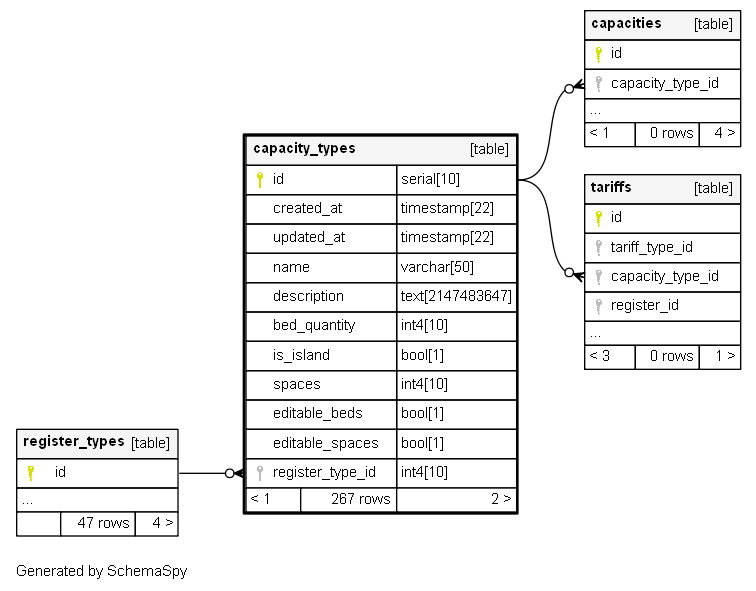 capacities [table]
id
capacity_type_id
...
< 1 0 rows 4 >
capacity_types [table]
id serial[10]
created_at timestamp[22]
updated_at timestamp[22]
name varchar[50]
description text[2147483647]
bed_quantity int4[10]
is_island bool[1]
spaces int4[10]
editable_beds bool[1]
editable_spaces bool[1]
register_type_id int4[10]
< 1 267 rows 2 >
tariffs [table]
id
tariff_type_id
capacity_type_id
register_id
...
< 3 0 rows 1 >
register_types [table]
id
...
47 rows 4 >
Generated by SchemaSpy